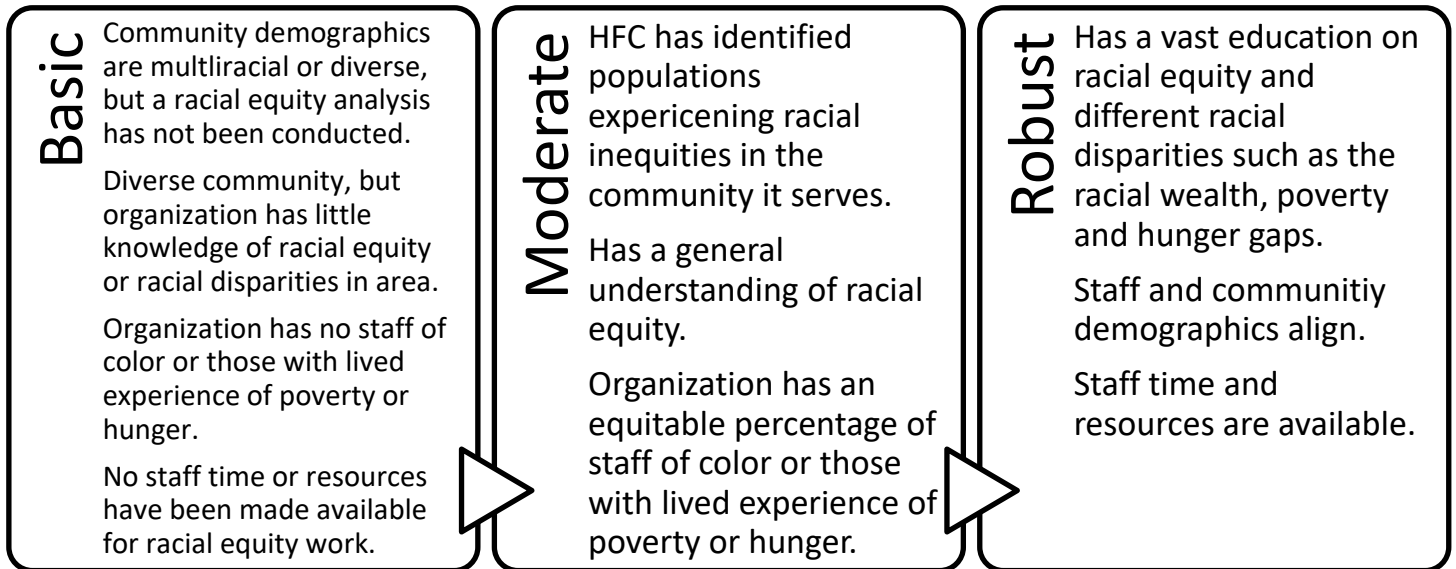 Basic
Community demographics
are multliracial or diverse,
but a racial equity analysis
has not been conducted.
Diverse community, but
organization has little
knowledge of racial equity
or racial disparities in area.
Organization has no staff of
color or those with lived
experience of poverty or
hunger.
No staff time or resources
have been made available
for racial equity work.
Moderate
HFC has identified
populations
expericening racial
inequities in the
community it serves.
Has a general
understanding of racial
equity.
Organization has an
equitable percentage of
staff of color or those
with lived experience of
poverty or hunger.
Robust
Has a vast education on
racial equity and
different racial
disparities such as the
racial wealth, poverty
and hunger gaps.
Staff and communitiy
demographics align.
Staff time and
resources are available.